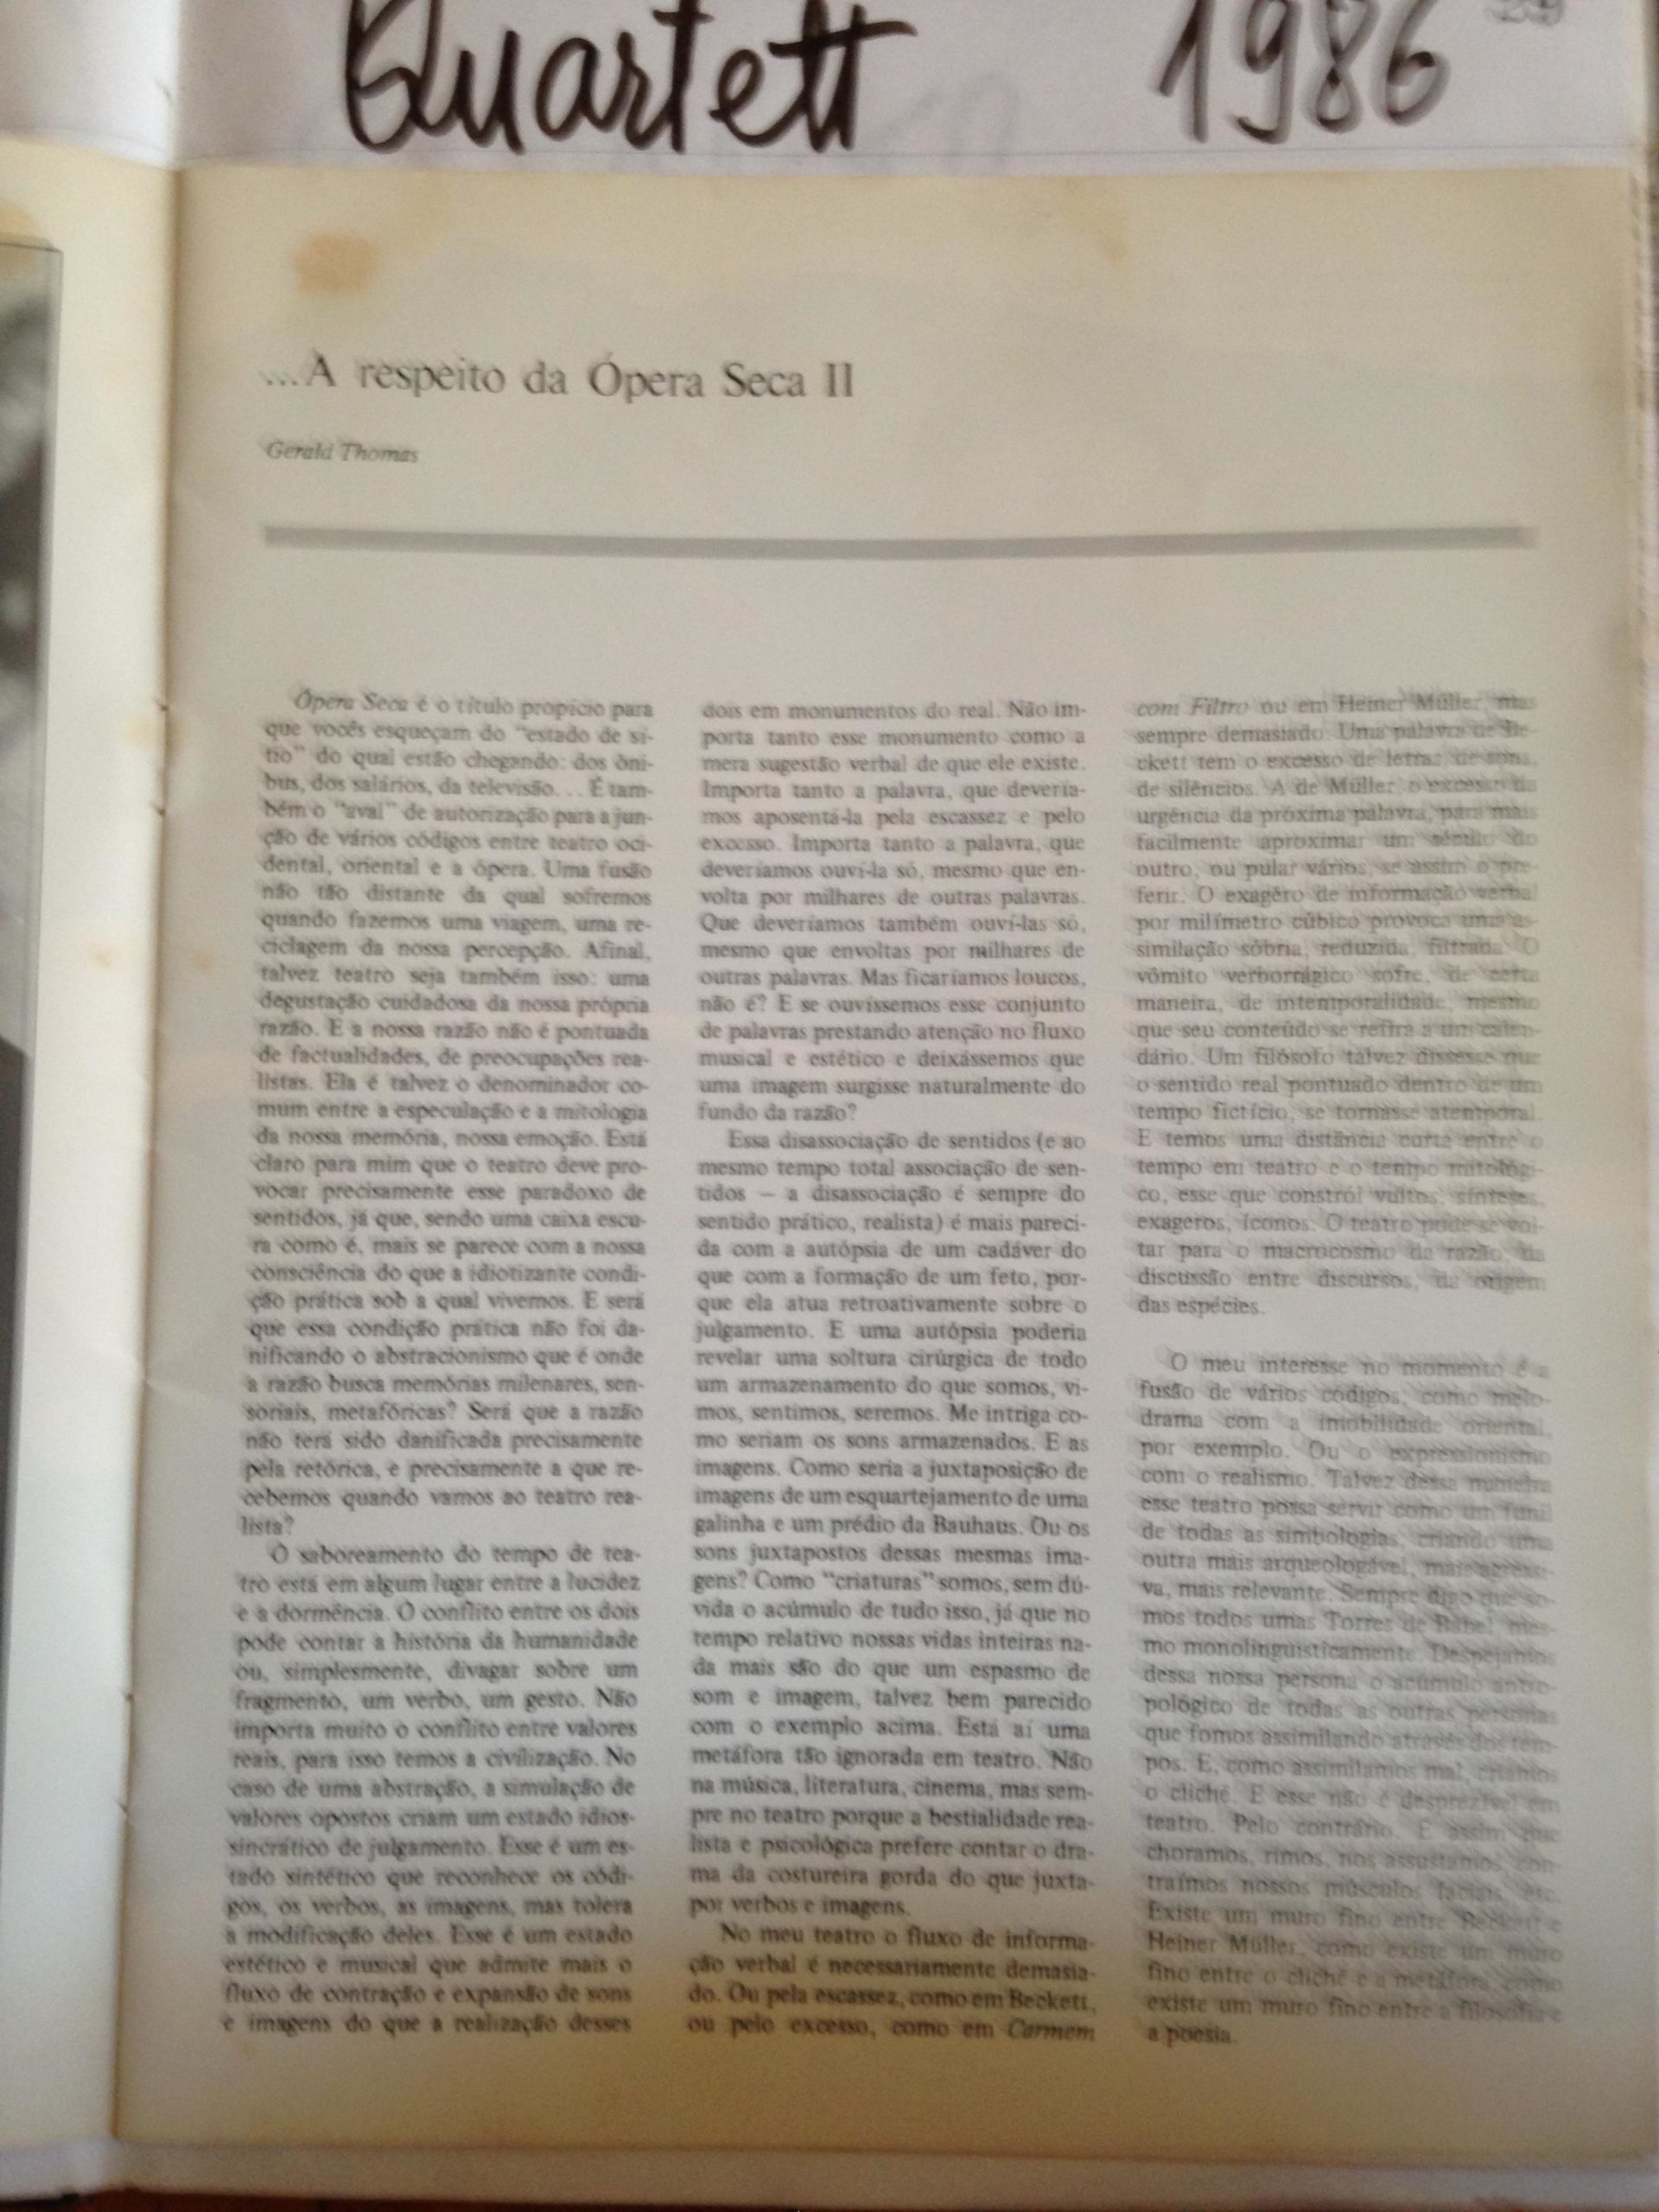 Quartett 1986
...A respeito da Ópera Seca II
Gerald Thomas
Ópera Seca é o título propício para
que vocês esqueçam do "estado de sí-
tio" do qual estão chegando: dos ôni-
bus, dos salários, da televisão... É tam-
bém o "aval" de autorização para a jun-
ção de vários códigos entre teatro oci-
dental, oriental e a ópera. Uma fusão
não tão distante da qual sofremos
quando fazemos uma viagem, uma re-
ciclagem da nossa percepção. Afinal,
talvez teatro seja também isso: uma
degustação cuidadosa da nossa própria
razão. E a nossa razão não é pontuada
de factualidades, de preocupações rea-
listas. Ela é talvez o denominador co-
mum entre a especulação e a mitologia
da nossa memória, nossa emoção. Está
claro para mim que o teatro deve pro-
vocar precisamente esse paradoxo de
sentidos, já que, sendo uma caixa escu-
ra como é, mais se parece com a nossa
consciência do que a idiotizante condi-
ção prática sob a qual vivemos. E será
que essa condição prática não foi da-
nificando o abstracionismo que é onde
a razão busca memórias milenares, sen-
soriais, metafóricas? Será que a razão
não terá sido danificada precisamente
pela retórica, e precisamente a que re-
cebemos quando vamos ao teatro rea-
lista?
O saboreamento do tempo de tea-
tro está em algum lugar entre a lucidez
e a dormência. O conflito entre os dois
pode contar a história da humanidade
ou, simplesmente, divagar sobre um
fragmento, um verbo, um gesto. Não
importa muito o conflito entre valores
reais, para isso temos a civilização. No
caso de uma abstração, a simulação de
valores opostos criam um estado idios-
sincrático de julgamento. Esse é um es-
tado sintético que reconhece os códi-
gos, os verbos, as imagens, mas tolera
a modificação deles. Esse é um estado
estético e musical que admite mais o
fluxo de contração e expansão de sons
e imagens do que a realização desses
dois em monumentos do real. Não im-
porta tanto esse monumento como a
mera sugestão verbal de que ele existe.
Importa tanto a palavra, que devería-
mos aposentá-la pela escassez e pelo
excesso. Importa tanto a palavra, que
deveríamos ouví-la só, mesmo que en-
volta por milhares de outras palavras.
Que deveríamos também ouví-las só,
mesmo que envoltas por milhares de
outras palavras. Mas ficaríamos loucos,
não é? E se ouvíssemos esse conjunto
de palavras prestando atenção no fluxo
musical e estético e deixássemos que
uma imagem surgisse naturalmente do
fundo da razão?
Essa disassociação de sentidos (e ao
mesmo tempo total associação de sen-
tidos — a disassociação é sempre do
sentido prático, realista) é mais pareci-
da com a autópsia de um cadáver do
que com a formação de um feto, por-
que ela atua retroativamente sobre o
julgamento. E uma autópsia poderia
revelar uma soltura cirúrgica de todo
um armazenamento do que somos, vi-
mos, sentimos, seremos. Me intriga co-
mo seriam os sons armazenados. E as
imagens. Como seria a juxtaposição de
imagens de um esquartejamento de uma
galinha e um prédio da Bauhaus. Ou os
sons juxtapostos dessas mesmas ima-
gens? Como "criaturas" somos, sem dú-
vida o acúmulo de tudo isso, já que no
tempo relativo nossas vidas inteiras na-
da mais são do que um espasmo de
som e imagem, talvez bem parecido
com o exemplo acima. Está aí uma
metáfora tão ignorada em teatro. Não
na música, literatura, cinema, mas sem-
pre no teatro porque a bestialidade rea-
lista e psicológica prefere contar o dra-
ma da costureira gorda do que juxta-
por verbos e imagens.
No meu teatro o fluxo de informa-
ção verbal é necessariamente demasia-
do. Ou pela escassez, como em Beckett,
ou pelo excesso, como em Carmem
com Filtro ou em Heiner Müller, mas
sempre demasiado. Uma palavra de Be-
ckett tem o excesso de letras, de sons,
de silêncios. A de Müller, o excesso da
urgência da próxima palavra, para mais
facilmente aproximar um século do
outro, ou pular vários, se assim o pre-
ferir. O exagêro de informação verbal
por milímetro cúbico provoca uma as-
similação sóbria, reduzida, filtrada. O
vômito verborrágico sofre, de certa
maneira, de intemporalidade, mesmo
que seu conteúdo se refira a um calen-
dário. Um filósofo talvez dissesse que
o sentido real pontuado dentro de um
tempo fictício, se tornasse atemporal.
E temos uma distância curta entre o
tempo em teatro e o tempo mitológi-
co, esse que constrói vultos, sínteses,
exageros, ícones. O teatro pode se vol-
tar para o macrocosmo da razão, da
discussão entre discursos, da origem
das espécies.
O meu interesse no momento é a
fusão de vários códigos, como melo-
drama com a imobilidade oriental,
por exemplo. Ou o expressionismo
com o realismo. Talvez dessa maneira
esse teatro possa servir como um funil
de todas as simbologias, criando uma
outra mais arqueologável, mais agressi-
va, mais relevante. Sempre digo que so-
mos todos umas Torres de Babel, mes-
mo monolinguisticamente. Despejamos
dessa nossa persona o acúmulo antro-
pológico de todas as outras personas
que fomos assimilando através dos tem-
pos. E, como assimilamos mal, criamos
o clichê. E esse não é desprezível em
teatro. Pelo contrário. É assim que
choramos, rimos, nos assustamos, con-
traímos nossos músculos faciais, etc.
Existe um muro fino entre Beckett e
Heiner Müller, como existe um muro
fino entre o clichê e a metáfora, como
existe um muro fino entre a filosofia e
a poesia.